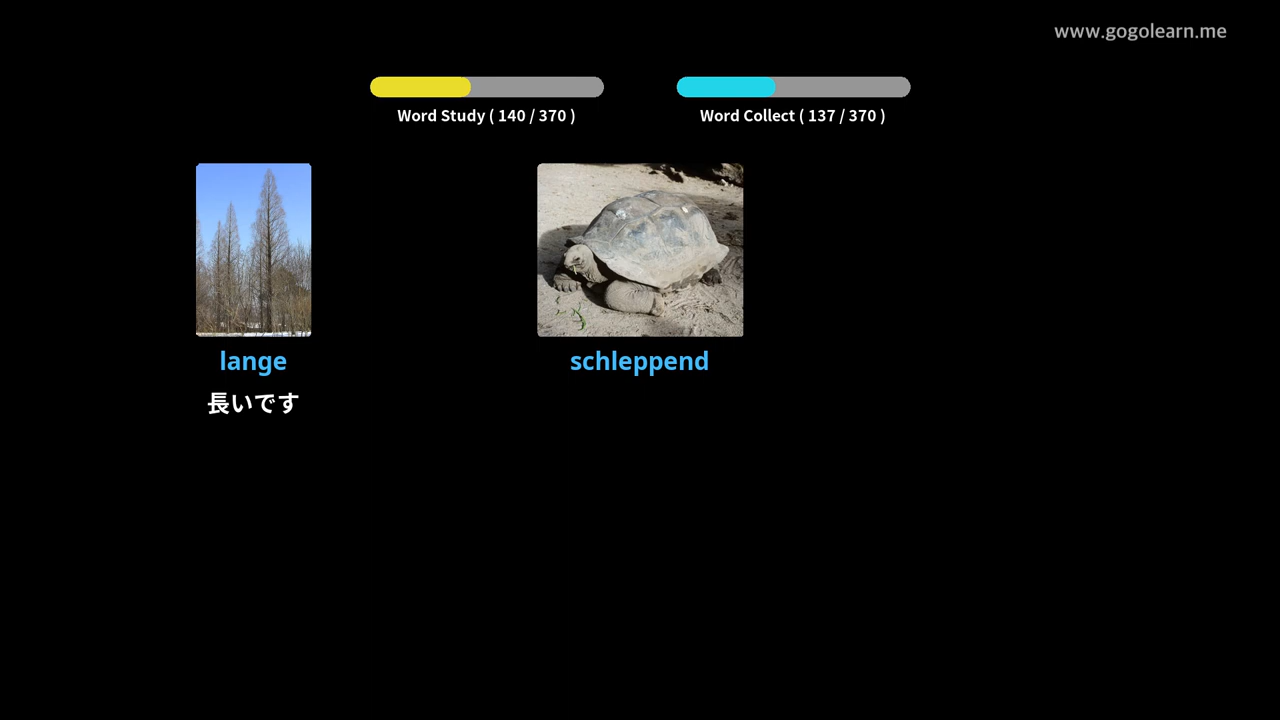 www.gogolearn.me
Word Study ( 140 / 370 )
Word Collect ( 137 / 370 )
lange
schleppend
長いです